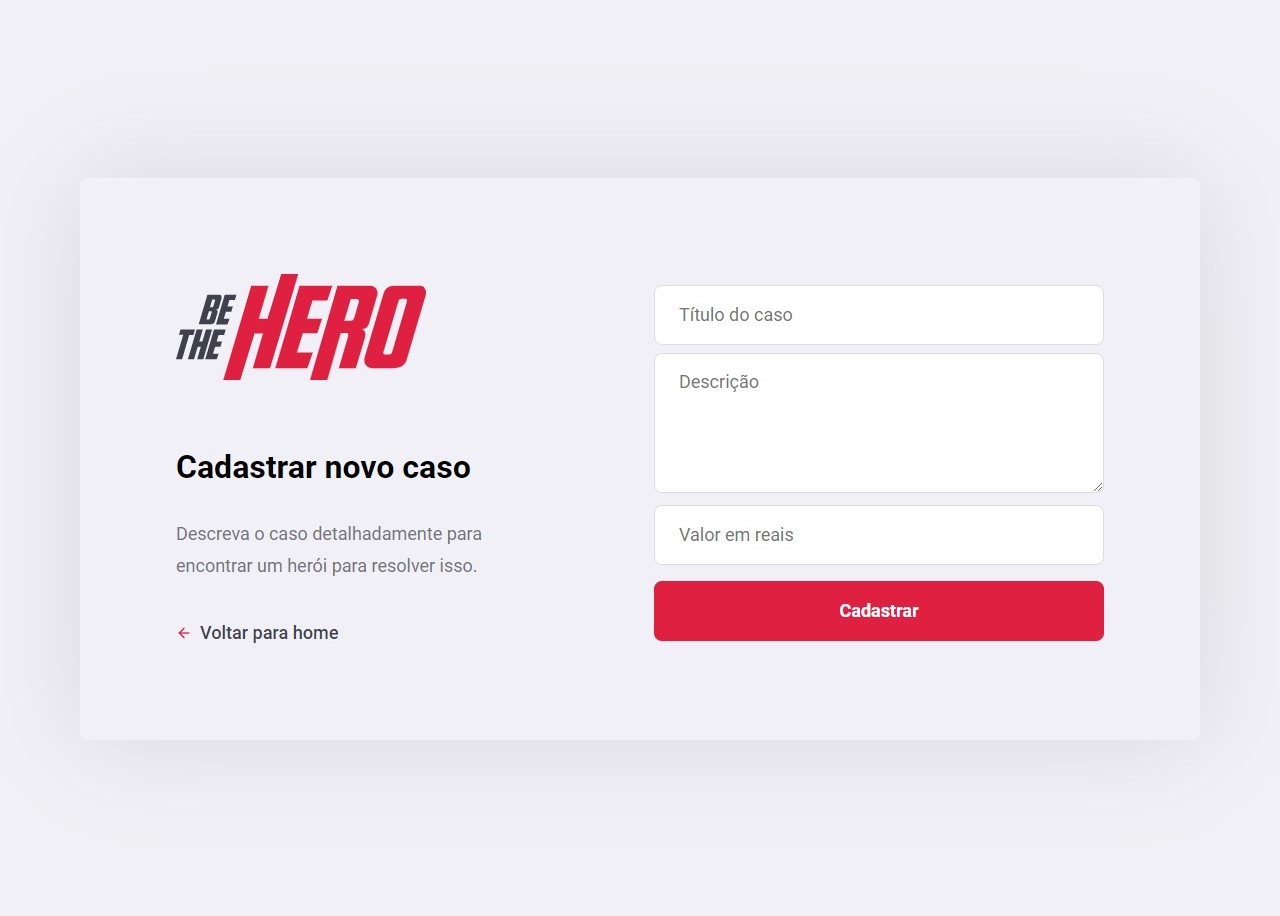 BE
THE
HERO
Cadastrar novo caso
Descreva o caso detalhadamente para
encontrar um herói para resolver isso.
Voltar para home
Título do caso
Descrição
Valor em reais
Cadastrar